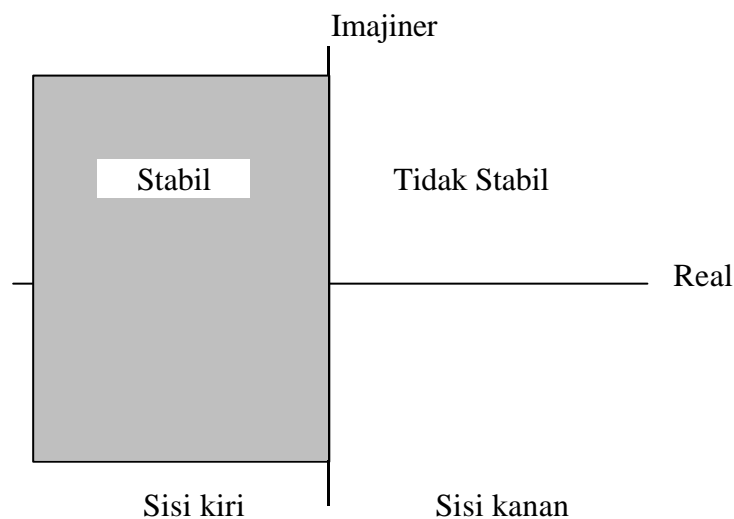 Imajiner
Stabil
Tidak Stabil
Real
Sisi kiri
Sisi kanan